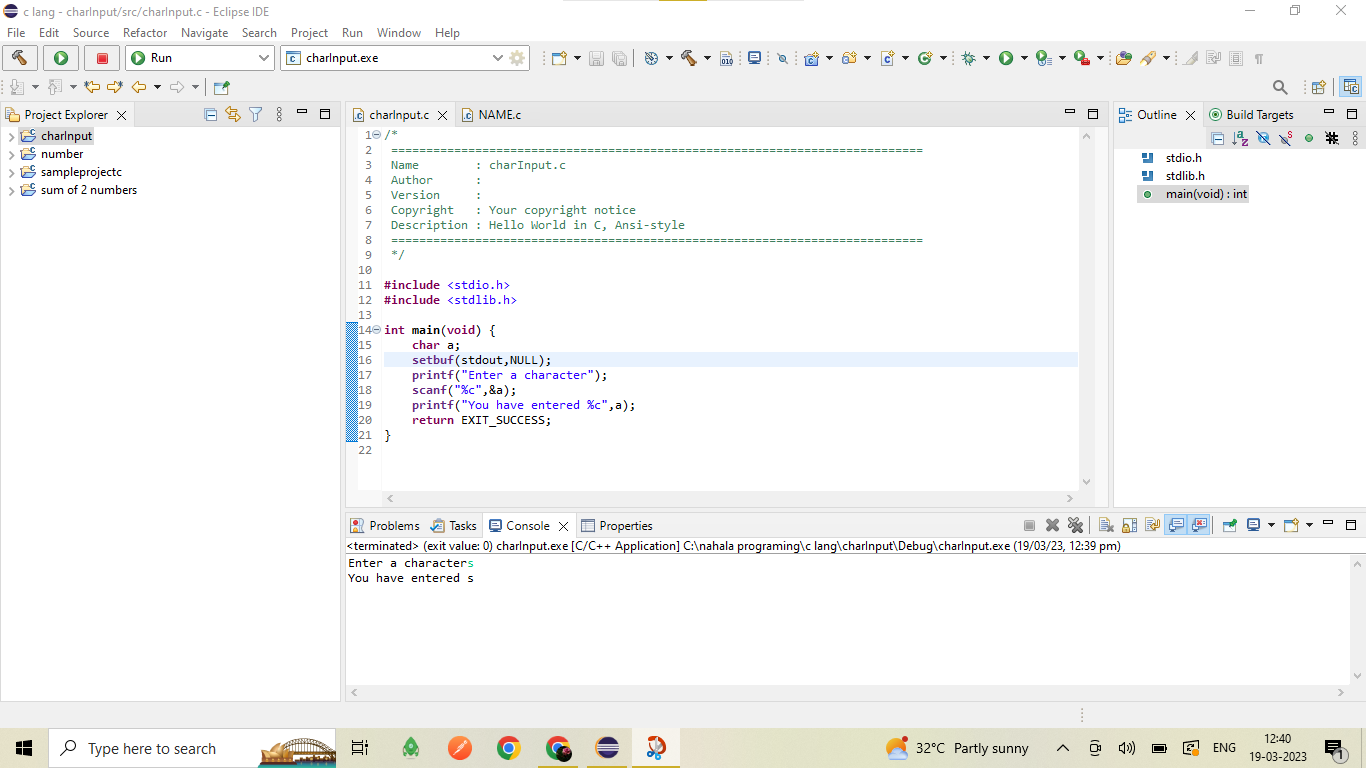 c lang - charInput/src/charInput.c - Eclipse IDE
File Edit Source Refactor Navigate Search Project Run Window Help
Run charInput.exe
Project Explorer
charInput
number
sampleprojectc
sum of 2 numbers
charInput.c NAME.c
1 /*
2 ============================================================================
3 Name : charInput.c
4 Author :
5 Version :
6 Copyright : Your copyright notice
7 Description : Hello World in C, Ansi-style
8 ============================================================================
9 */
10
11 #include <stdio.h>
12 #include <stdlib.h>
13
14 int main(void) {
15 char a;
16 setbuf(stdout,NULL);
17 printf("Enter a character");
18 scanf("%c",&a);
19 printf("You have entered %c",a);
20 return EXIT_SUCCESS;
21 }
22
Outline Build Targets
stdio.h
stdlib.h
main(void) : int
Problems Tasks Console Properties
<terminated> (exit value: 0) charInput.exe [C/C++ Application] C:\nahala programing\c lang\charInput\Debug\charInput.exe (19/03/23, 12:39 pm)
Enter a characters
You have entered s
Type here to search
32°C Partly sunny
ENG
12:40
19-03-2023
1